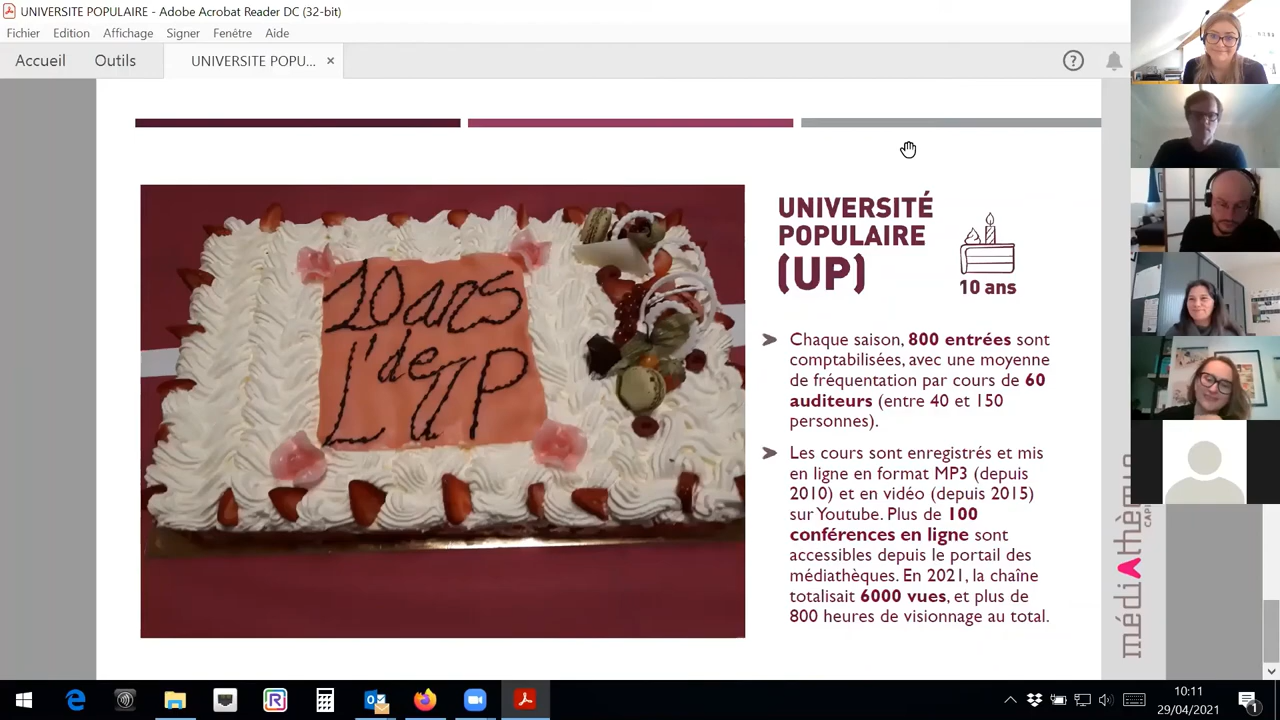 UNIVERSITE POPULAIRE - Adobe Acrobat Reader DC (32-bit)
Fichier Edition Affichage Signer Fenêtre Aide
Accueil Outils UNIVERSITE POPU... ×
10 ans
de
L'UP
UNIVERSITÉ
POPULAIRE
(UP)
10 ans
Chaque saison, 800 entrées sont
comptabilisées, avec une moyenne
de fréquentation par cours de 60
auditeurs (entre 40 et 150
personnes).
Les cours sont enregistrés et mis
en ligne en format MP3 (depuis
2010) et en vidéo (depuis 2015)
sur Youtube. Plus de 100
conférences en ligne sont
accessibles depuis le portail des
médiathèques. En 2021, la chaîne
totalisait 6000 vues, et plus de
800 heures de visionnage au total.
10:11
29/04/2021